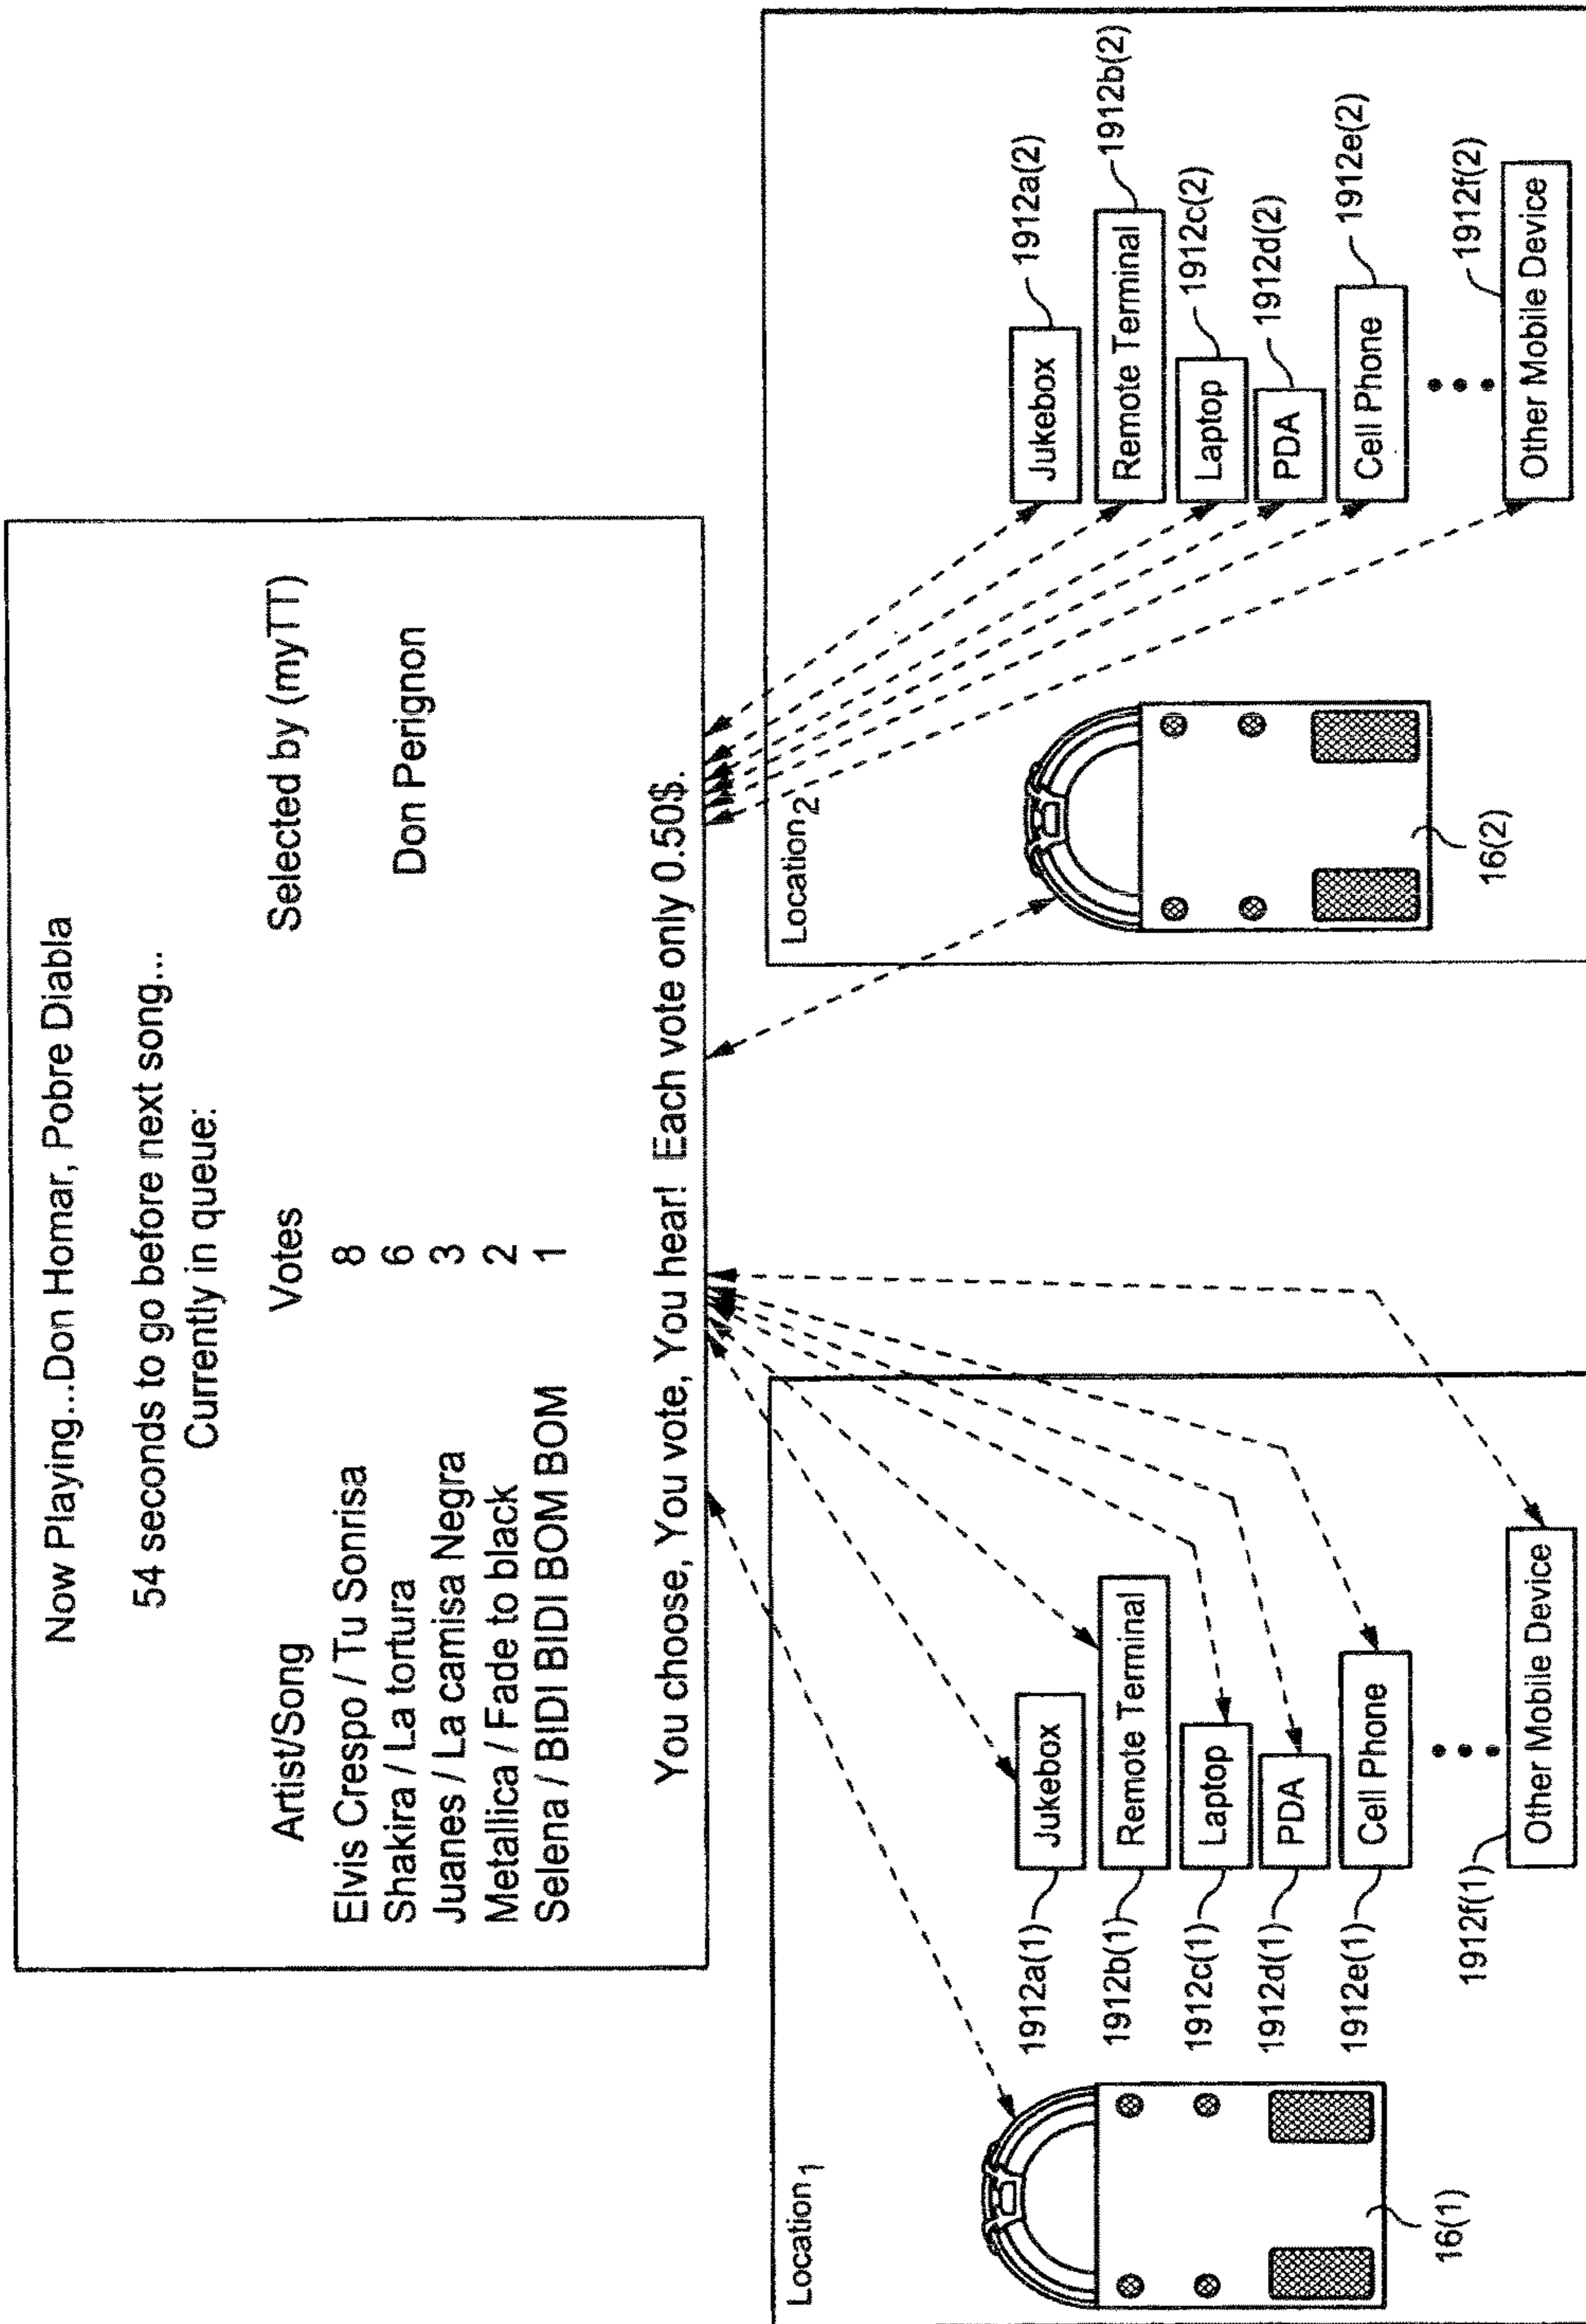 Now Playing...Don Homar, Pobre Diabla
54 seconds to go before next song...
Currently in queue:
Artist/Song Votes Selected by (myTT)
Elvis Crespo / Tu Sonrisa 8
Shakira / La tortura 6 Don Perignon
Juanes / La camisa Negra 3
Metallica / Fade to black 2
Selena / BIDI BIDI BOM BOM 1
You choose, You vote, You hear! Each vote only 0.50$.
Location1
16(1)
1912a(1) Jukebox
1912b(1) Remote Terminal
1912c(1) Laptop
1912d(1) PDA
1912e(1) Cell Phone
1912f(1) Other Mobile Device
Location2
16(2)
Jukebox 1912a(2)
Remote Terminal 1912b(2)
Laptop 1912c(2)
PDA 1912d(2)
Cell Phone 1912e(2)
Other Mobile Device 1912f(2)